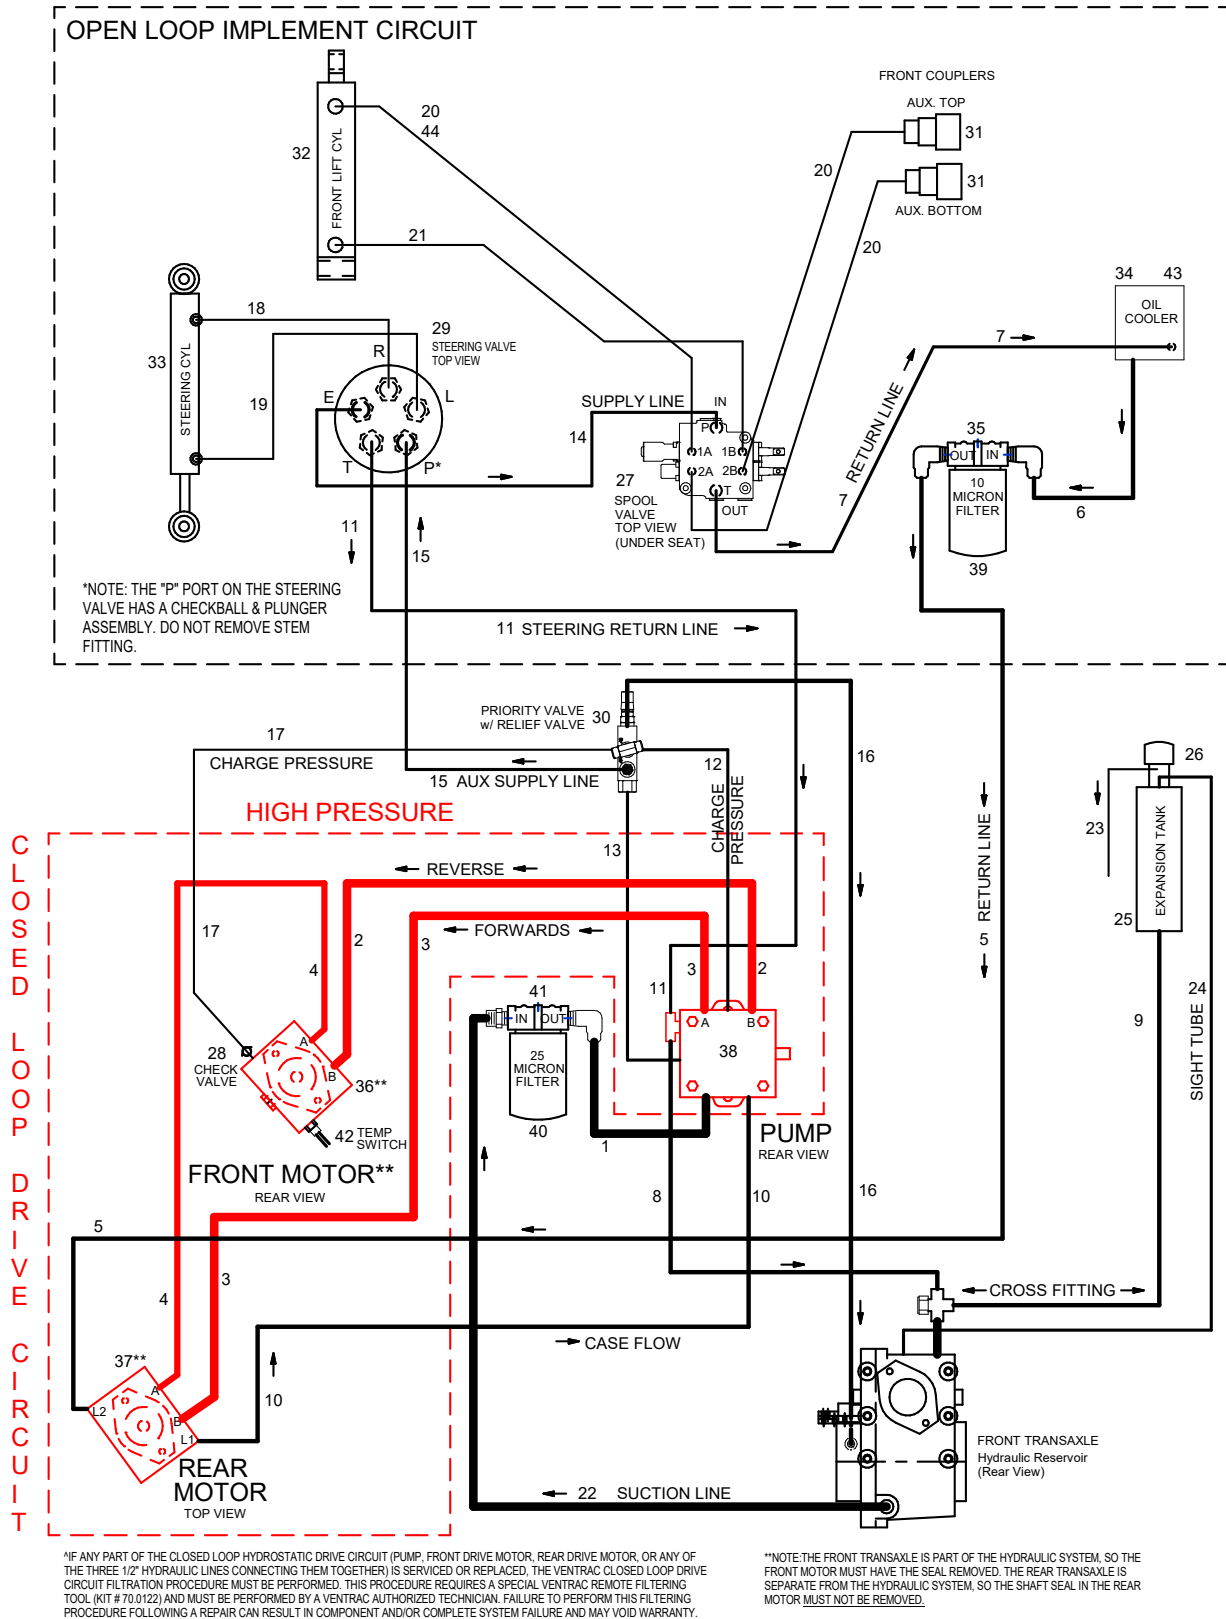 OPEN LOOP IMPLEMENT CIRCUIT
FRONT COUPLERS
AUX. TOP
20
44
31
32
FRONT LIFT CYL
20
31
AUX. BOTTOM
21
20
34
43
OIL
COOLER
18
29
STEERING VALVE
TOP VIEW
7
R
33
STEERING CYL
E
L
19
SUPPLY LINE
IN
14
P
1A
1B
2A
2B
T
OUT
RETURN LINE
7
35
OUT
IN
10
MICRON
FILTER
39
6
T
P*
27
SPOOL
VALVE
TOP VIEW
(UNDER SEAT)
11
15
*NOTE: THE "P" PORT ON THE STEERING
VALVE HAS A CHECKBALL & PLUNGER
ASSEMBLY. DO NOT REMOVE STEM
FITTING.
11 STEERING RETURN LINE
PRIORITY VALVE
w/ RELIEF VALVE
30
17
CHARGE PRESSURE
15 AUX SUPPLY LINE
12
16
26
23
EXPANSION TANK
25
CHARGE
PRESSURE
HIGH PRESSURE
13
CLOSED LOOP DRIVE CIRCUIT
REVERSE
FORWARDS
17
2
3
4
RETURN LINE
5
3
2
11
41
IN
OUT
25
MICRON
FILTER
40
A
B
38
24
SIGHT TUBE
9
28
CHECK
VALVE
A
B
36**
42 TEMP
SWITCH
1
PUMP
REAR VIEW
FRONT MOTOR**
REAR VIEW
8
10
16
5
3
4
CROSS FITTING
CASE FLOW
37**
A
B
L2
L1
10
REAR
MOTOR
TOP VIEW
FRONT TRANSAXLE
Hydraulic Reservoir
(Rear View)
22 SUCTION LINE
^IF ANY PART OF THE CLOSED LOOP HYDROSTATIC DRIVE CIRCUIT (PUMP, FRONT DRIVE MOTOR, REAR DRIVE MOTOR, OR ANY OF
THE THREE 1/2" HYDRAULIC LINES CONNECTING THEM TOGETHER) IS SERVICED OR REPLACED, THE VENTRAC CLOSED LOOP DRIVE
CIRCUIT FILTRATION PROCEDURE MUST BE PERFORMED. THIS PROCEDURE REQUIRES A SPECIAL VENTRAC REMOTE FILTERING
TOOL (KIT # 70.0122) AND MUST BE PERFORMED BY A VENTRAC AUTHORIZED TECHNICIAN. FAILURE TO PERFORM THIS FILTERING
PROCEDURE FOLLOWING A REPAIR CAN RESULT IN COMPONENT AND/OR COMPLETE SYSTEM FAILURE AND MAY VOID WARRANTY.
**NOTE:THE FRONT TRANSAXLE IS PART OF THE HYDRAULIC SYSTEM, SO THE
FRONT MOTOR MUST HAVE THE SEAL REMOVED. THE REAR TRANSAXLE IS
SEPARATE FROM THE HYDRAULIC SYSTEM, SO THE SHAFT SEAL IN THE REAR
MOTOR MUST NOT BE REMOVED.